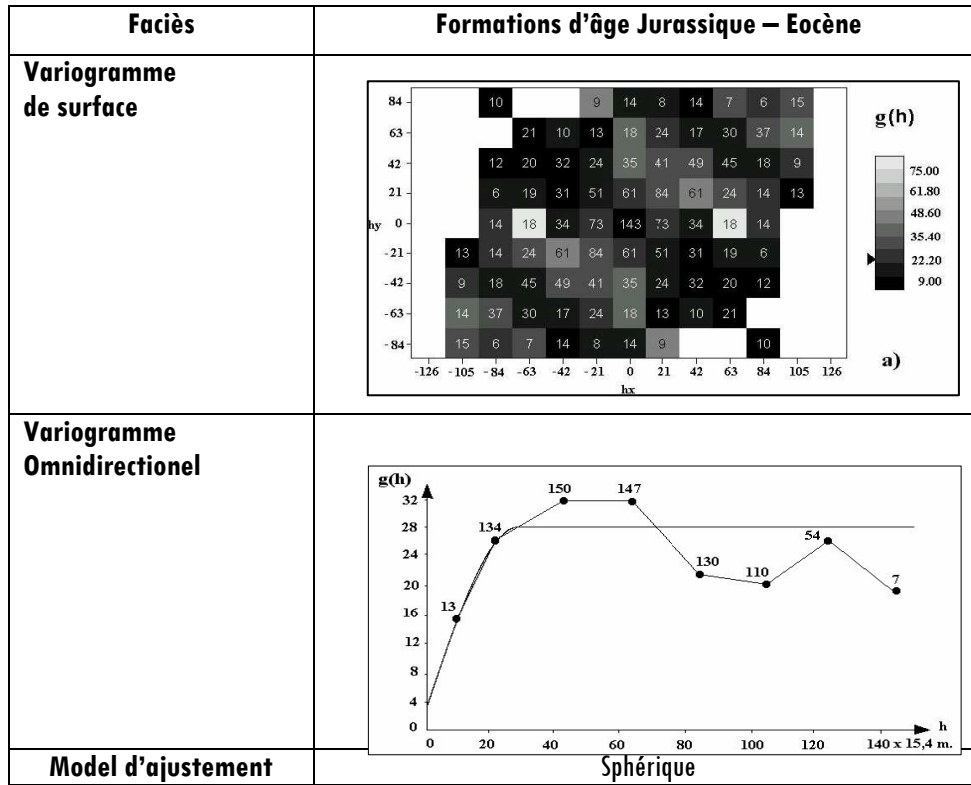 Faciès
Formations d'âge Jurassique – Eocène
Variogramme
de surface
84 10 9 14 8 14 7 6 15
63 21 10 13 18 24 17 30 37 14
42 12 20 32 24 35 41 49 45 18 9
21 6 19 31 51 61 84 61 24 14 13
hy 0 14 18 34 73 143 73 34 18 14
-21 13 14 24 61 84 61 51 31 19 6
-42 9 18 45 49 41 35 24 32 20 12
-63 14 37 30 17 24 18 13 10 21
-84 15 6 7 14 8 14 9 10
-126 -105 -84 -63 -42 -21 0 21 42 63 84 105 126
hx
g(h)
75.00
61.80
48.60
35.40
22.20
9.00
a)
Variogramme
Omnidirectionel
g(h)
32
28
24
20
16
12
8
4
0
13
134
150
147
130
110
54
7
h
0 20 40 60 80 100 120 140 x 15,4 m.
Model d'ajustement
Sphérique